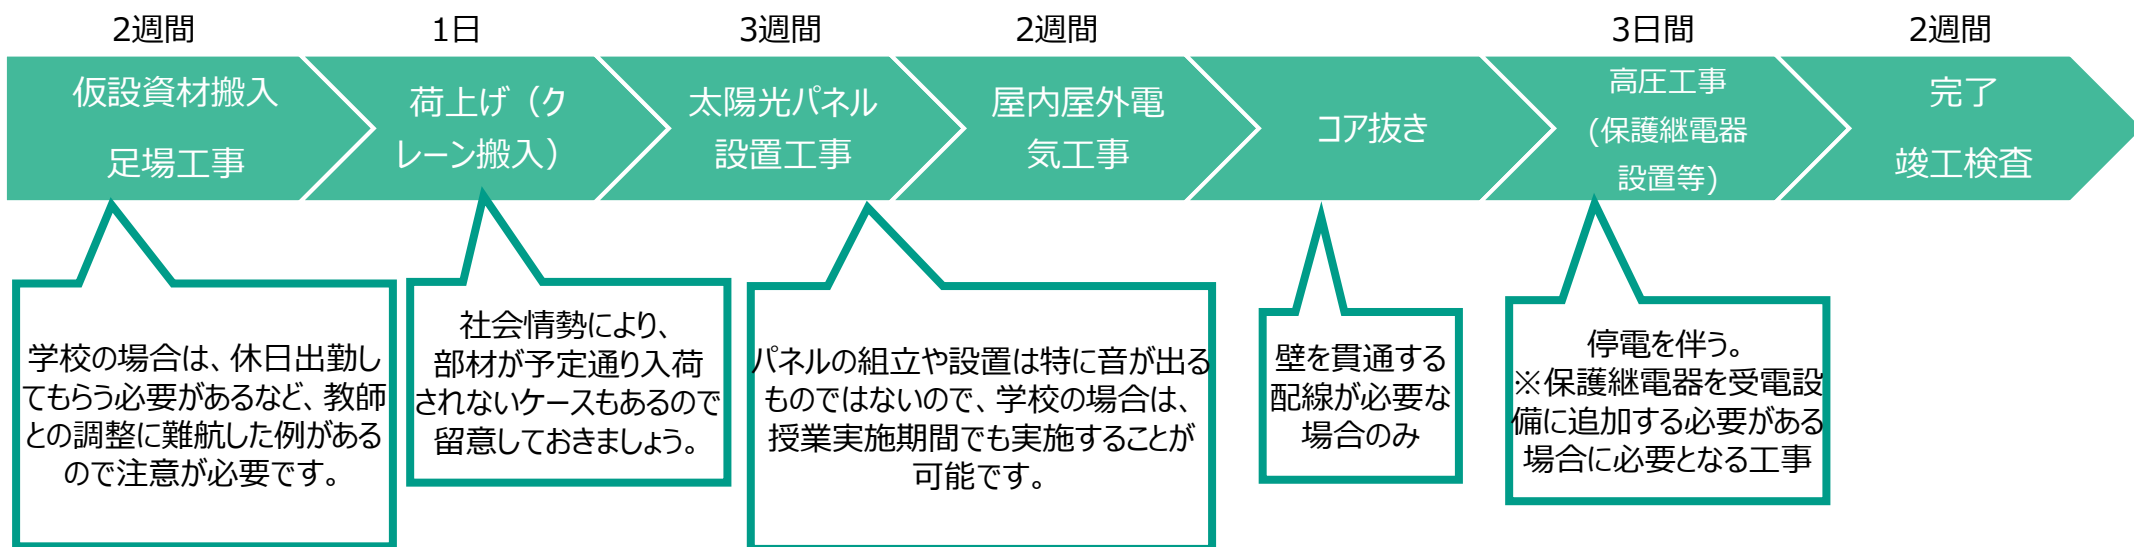 2週間
1日
3週間
2週間
3日間
2週間
仮設資材搬入
足場工事
荷上げ（ク
レーン搬入）
太陽光パネル
設置工事
屋内屋外電
気工事
コア抜き
高圧工事
(保護継電器
設置等)
完了
竣工検査
学校の場合は、休日出勤し
てもらう必要があるなど、教師
との調整に難航した例がある
ので注意が必要です。
社会情勢により、
部材が予定通り入荷
されないケースもあるので
留意しておきましょう。
パネルの組立や設置は特に音が出る
ものではないので、学校の場合は、
授業実施期間でも実施することが
可能です。
壁を貫通する
配線が必要な
場合のみ
停電を伴う。
※保護継電器を受電設
備に追加する必要がある
場合に必要となる工事